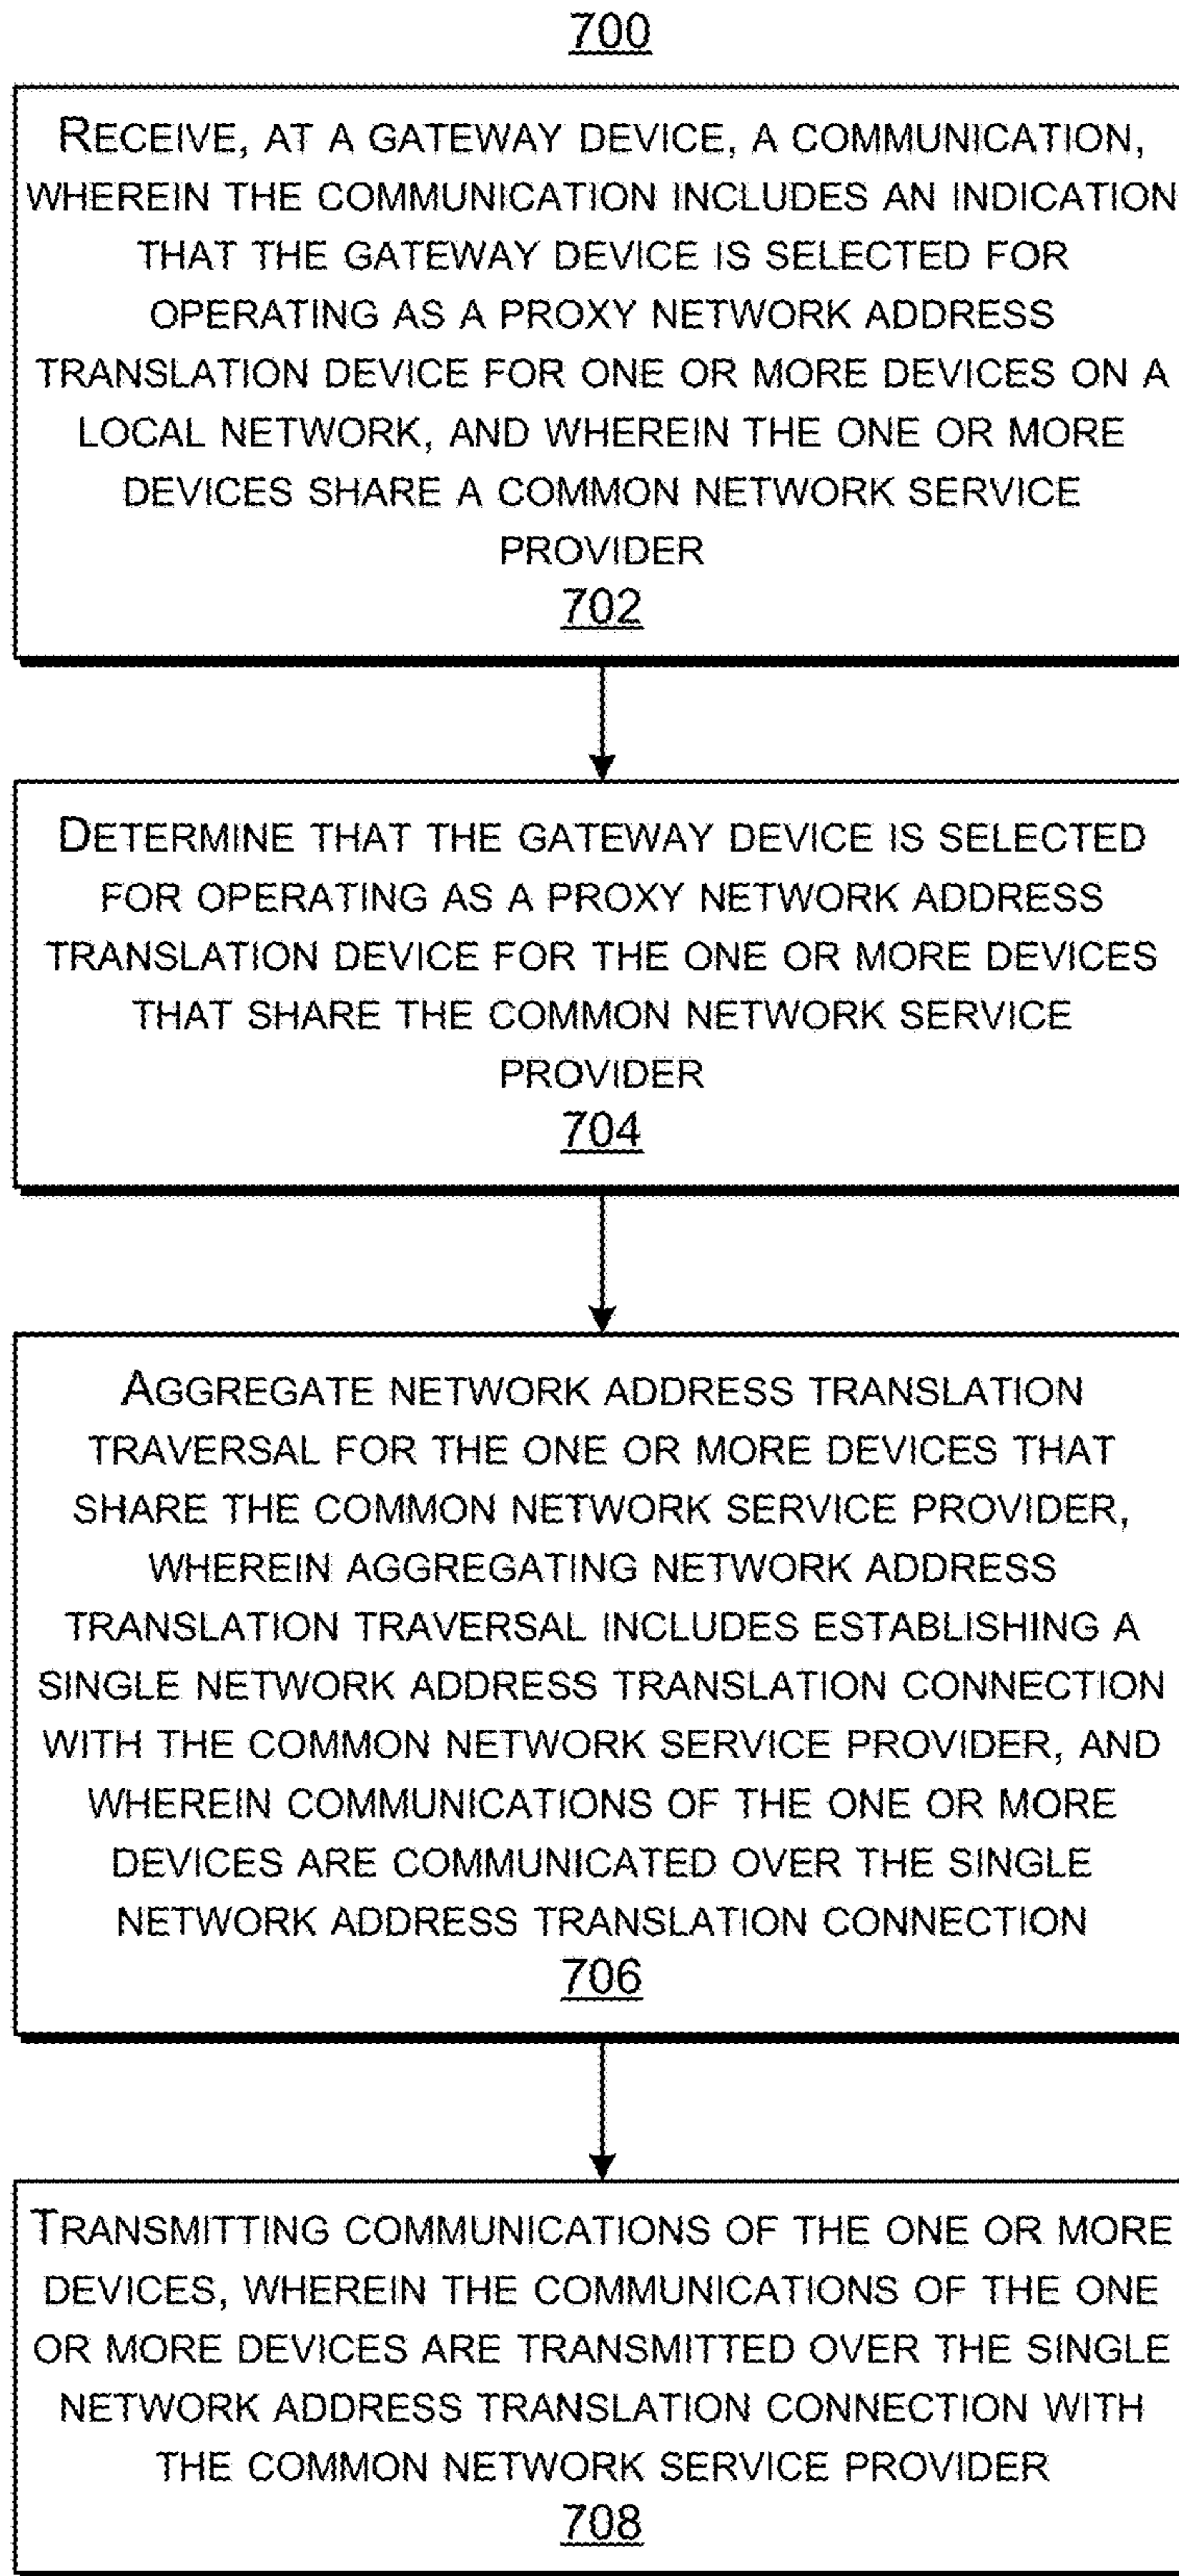 700
RECEIVE, AT A GATEWAY DEVICE, A COMMUNICATION,
WHEREIN THE COMMUNICATION INCLUDES AN INDICATION
THAT THE GATEWAY DEVICE IS SELECTED FOR
OPERATING AS A PROXY NETWORK ADDRESS
TRANSLATION DEVICE FOR ONE OR MORE DEVICES ON A
LOCAL NETWORK, AND WHEREIN THE ONE OR MORE
DEVICES SHARE A COMMON NETWORK SERVICE
PROVIDER
702
DETERMINE THAT THE GATEWAY DEVICE IS SELECTED
FOR OPERATING AS A PROXY NETWORK ADDRESS
TRANSLATION DEVICE FOR THE ONE OR MORE DEVICES
THAT SHARE THE COMMON NETWORK SERVICE
PROVIDER
704
AGGREGATE NETWORK ADDRESS TRANSLATION
TRAVERSAL FOR THE ONE OR MORE DEVICES THAT
SHARE THE COMMON NETWORK SERVICE PROVIDER,
WHEREIN AGGREGATING NETWORK ADDRESS
TRANSLATION TRAVERSAL INCLUDES ESTABLISHING A
SINGLE NETWORK ADDRESS TRANSLATION CONNECTION
WITH THE COMMON NETWORK SERVICE PROVIDER, AND
WHEREIN COMMUNICATIONS OF THE ONE OR MORE
DEVICES ARE COMMUNICATED OVER THE SINGLE
NETWORK ADDRESS TRANSLATION CONNECTION
706
TRANSMITTING COMMUNICATIONS OF THE ONE OR MORE
DEVICES, WHEREIN THE COMMUNICATIONS OF THE ONE
OR MORE DEVICES ARE TRANSMITTED OVER THE SINGLE
NETWORK ADDRESS TRANSLATION CONNECTION WITH
THE COMMON NETWORK SERVICE PROVIDER
708